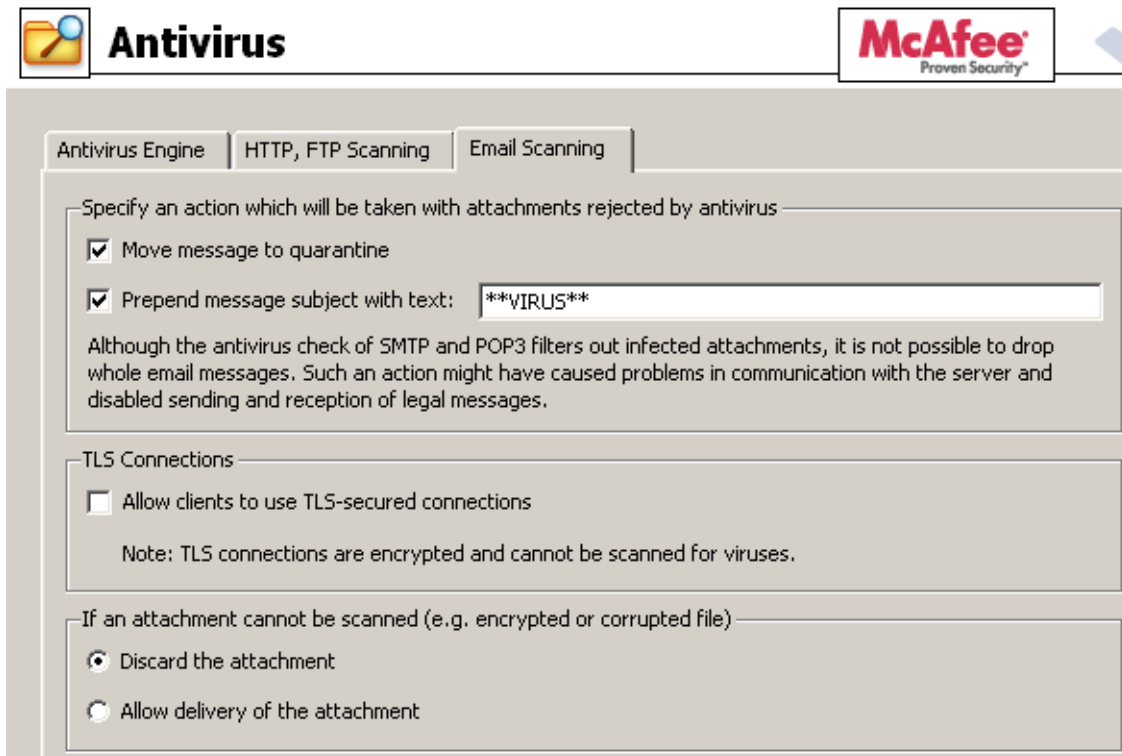 Antivirus
McAfee
Proven Security™
Antivirus Engine
HTTP, FTP Scanning
Email Scanning
Specify an action which will be taken with attachments rejected by antivirus
Move message to quarantine
Prepend message subject with text:
**VIRUS**
Although the antivirus check of SMTP and POP3 filters out infected attachments, it is not possible to drop
whole email messages. Such an action might have caused problems in communication with the server and
disabled sending and reception of legal messages.
TLS Connections
Allow clients to use TLS-secured connections
Note: TLS connections are encrypted and cannot be scanned for viruses.
If an attachment cannot be scanned (e.g. encrypted or corrupted file)
Discard the attachment
Allow delivery of the attachment